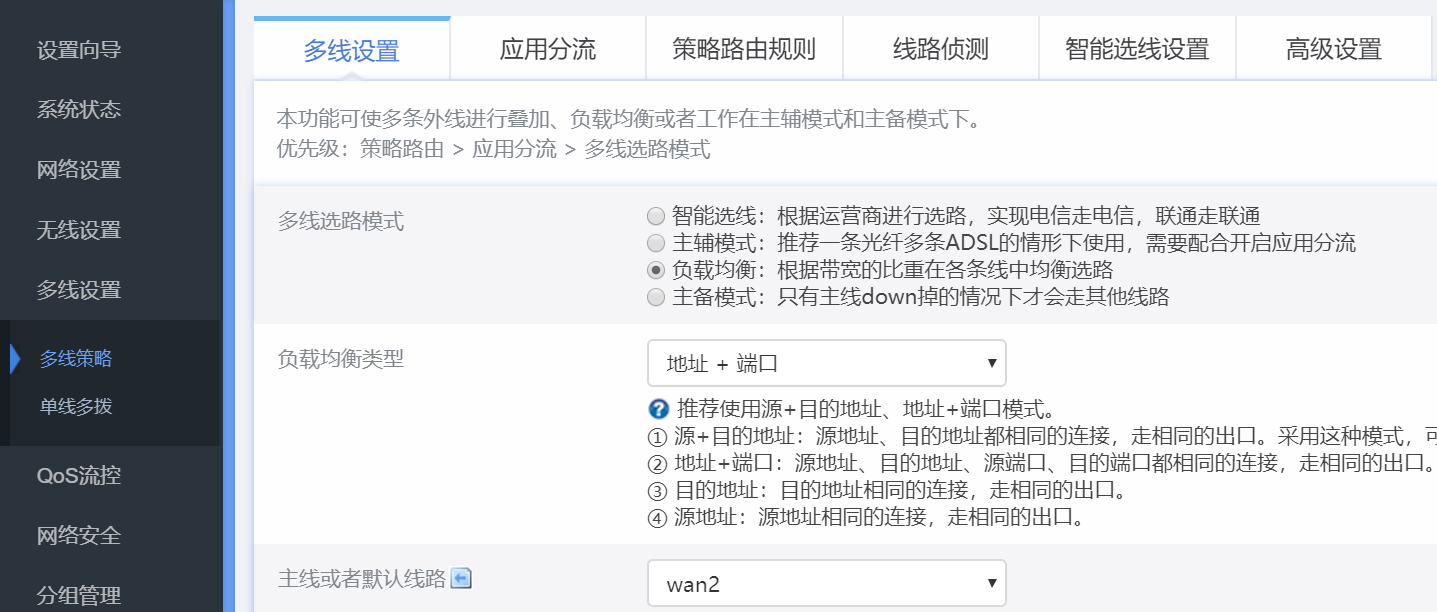 设置向导
系统状态
网络设置
无线设置
多线设置
多线策略
单线多拨
QoS流控
网络安全
分组管理
多线设置
应用分流
策略路由规则
线路侦测
智能选线设置
高级设置
本功能可使多条外线进行叠加、负载均衡或者工作在主辅模式和主备模式下。
优先级：策略路由 > 应用分流 > 多线选路模式
多线选路模式
智能选线：根据运营商进行选路，实现电信走电信，联通走联通
主辅模式：推荐一条光纤多条ADSL的情形下使用，需要配合开启应用分流
负载均衡：根据带宽的比重在各条线中均衡选路
主备模式：只有主线down掉的情况下才会走其他线路
负载均衡类型
地址 + 端口
推荐使用源+目的地址、地址+端口模式。
① 源+目的地址：源地址、目的地址都相同的连接，走相同的出口。采用这种模式，可
② 地址+端口：源地址、目的地址、源端口、目的端口都相同的连接，走相同的出口。
③ 目的地址：目的地址相同的连接，走相同的出口。
④ 源地址：源地址相同的连接，走相同的出口。
主线或者默认线路
wan2